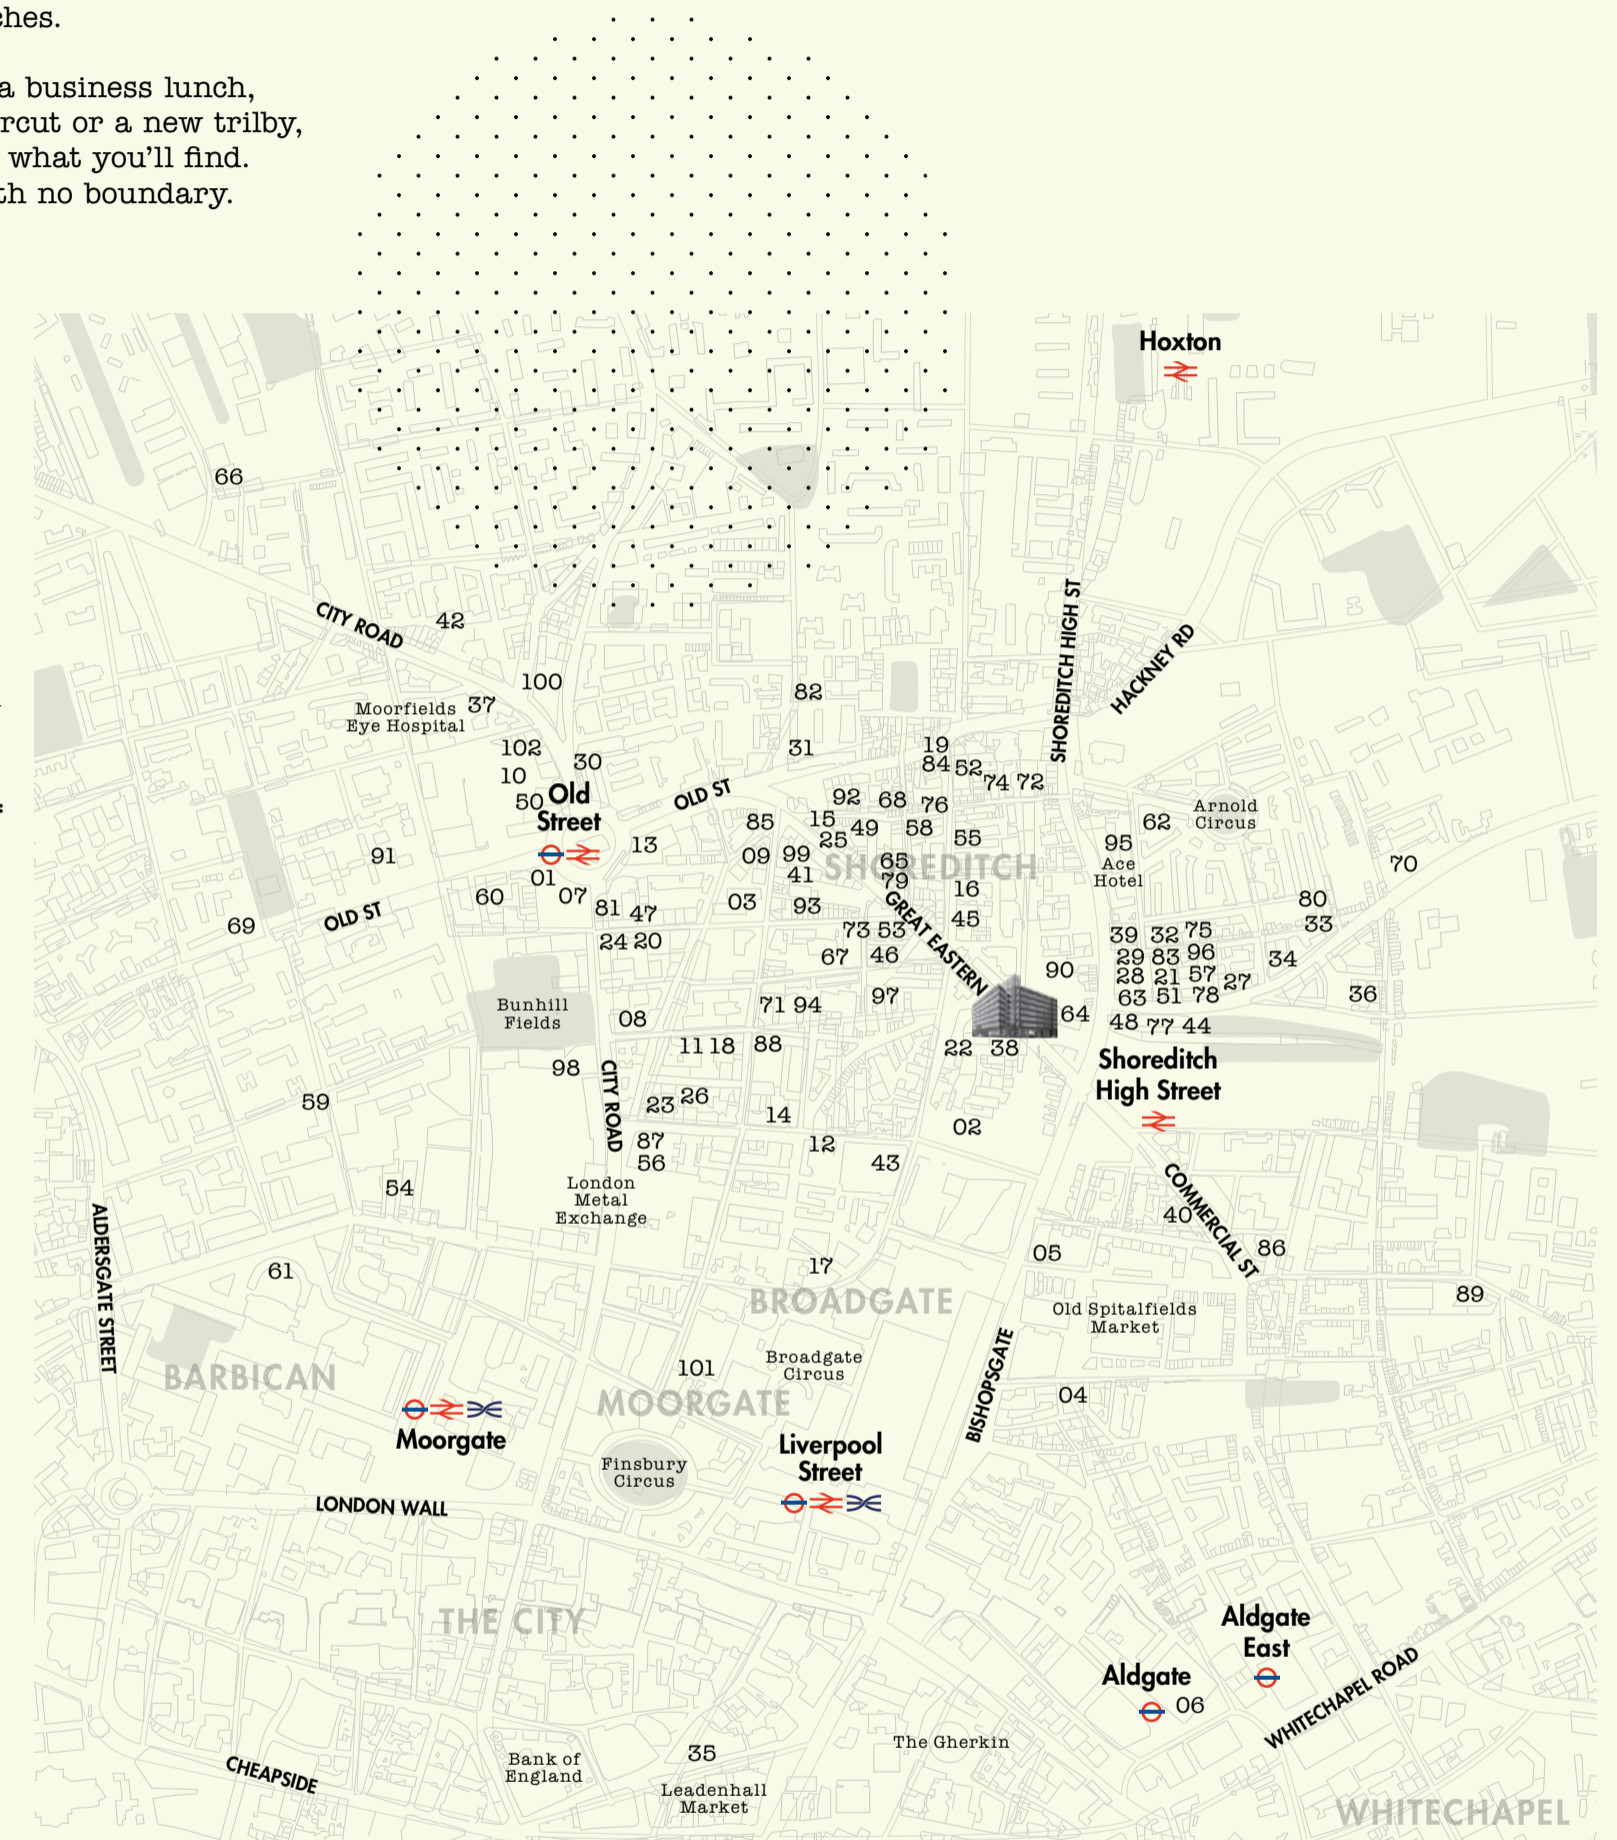 ches.
a business lunch,
rcut or a new trilby,
what you'll find.
th no boundary.
Hoxton
66
CITY ROAD
42
SHOREDITCH HIGH ST
HACKNEY RD
100
82
37
Moorfields
Eye Hospital
102
30
31
19
84
52
74
72
10
50
Old
Street
OLD ST
92
68
76
15
85
49
58
25
55
62
Arnold
Circus
13
95
Ace
Hotel
91
09
99
65
SHOREDITCH
70
41
79
16
01
60
07
81
47
03
93
45
80
33
69
OLD ST
GREAT EASTERN
73
53
39
32
75
24
20
67
46
29
83
96
34
90
28
21
57
27
97
63
51
78
36
Bunhill
Fields
71
94
08
64
48
77
44
11
18
88
22
38
Shoreditch
High Street
98
CITY ROAD
59
23
26
14
02
87
12
56
43
54
London
Metal
Exchange
COMMERCIAL ST
40
ALDERSGATE STREET
86
05
61
17
89
BROADGATE
Old Spitalfields
Market
BISHOPSGATE
BARBICAN
101
Broadgate
Circus
04
MOORGATE
Moorgate
Liverpool
Street
Finsbury
Circus
LONDON WALL
THE CITY
Aldgate
East
Aldgate
06
WHITECHAPEL ROAD
The Gherkin
35
Bank of
England
CHEAPSIDE
Leadenhall
Market
WHITECHAPEL